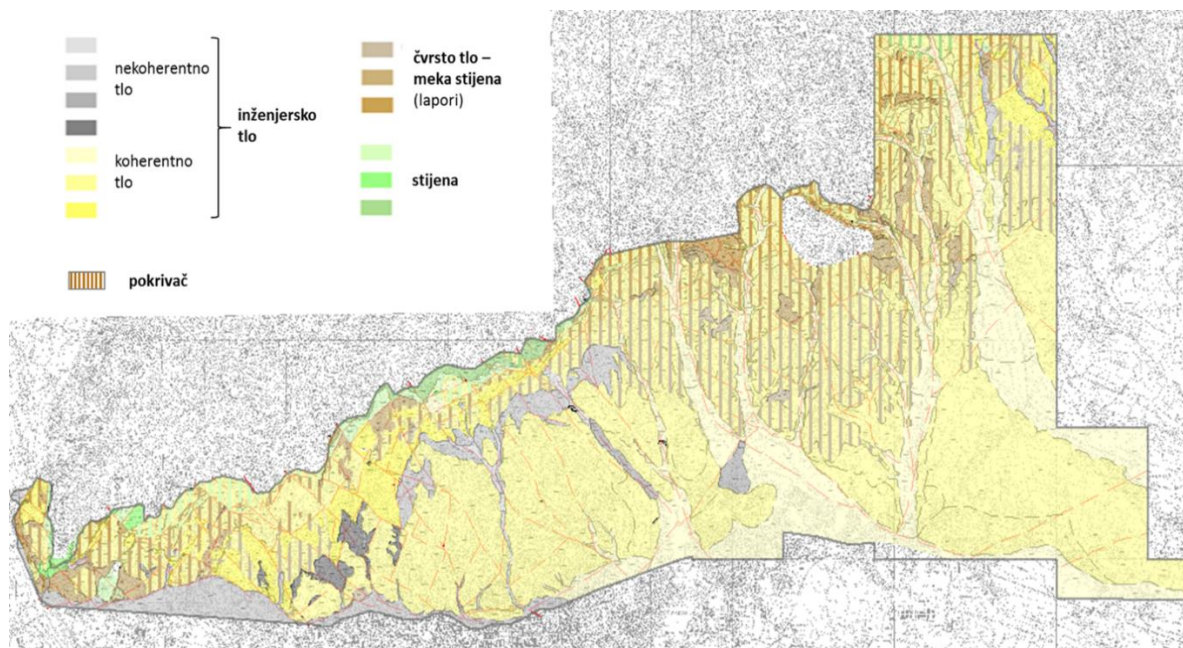 nekoherentno
tlo
koherentno
tlo
inženjersko
tlo
pokrivač
čvrsto tlo –
meka stijena
(lapori)
stijena